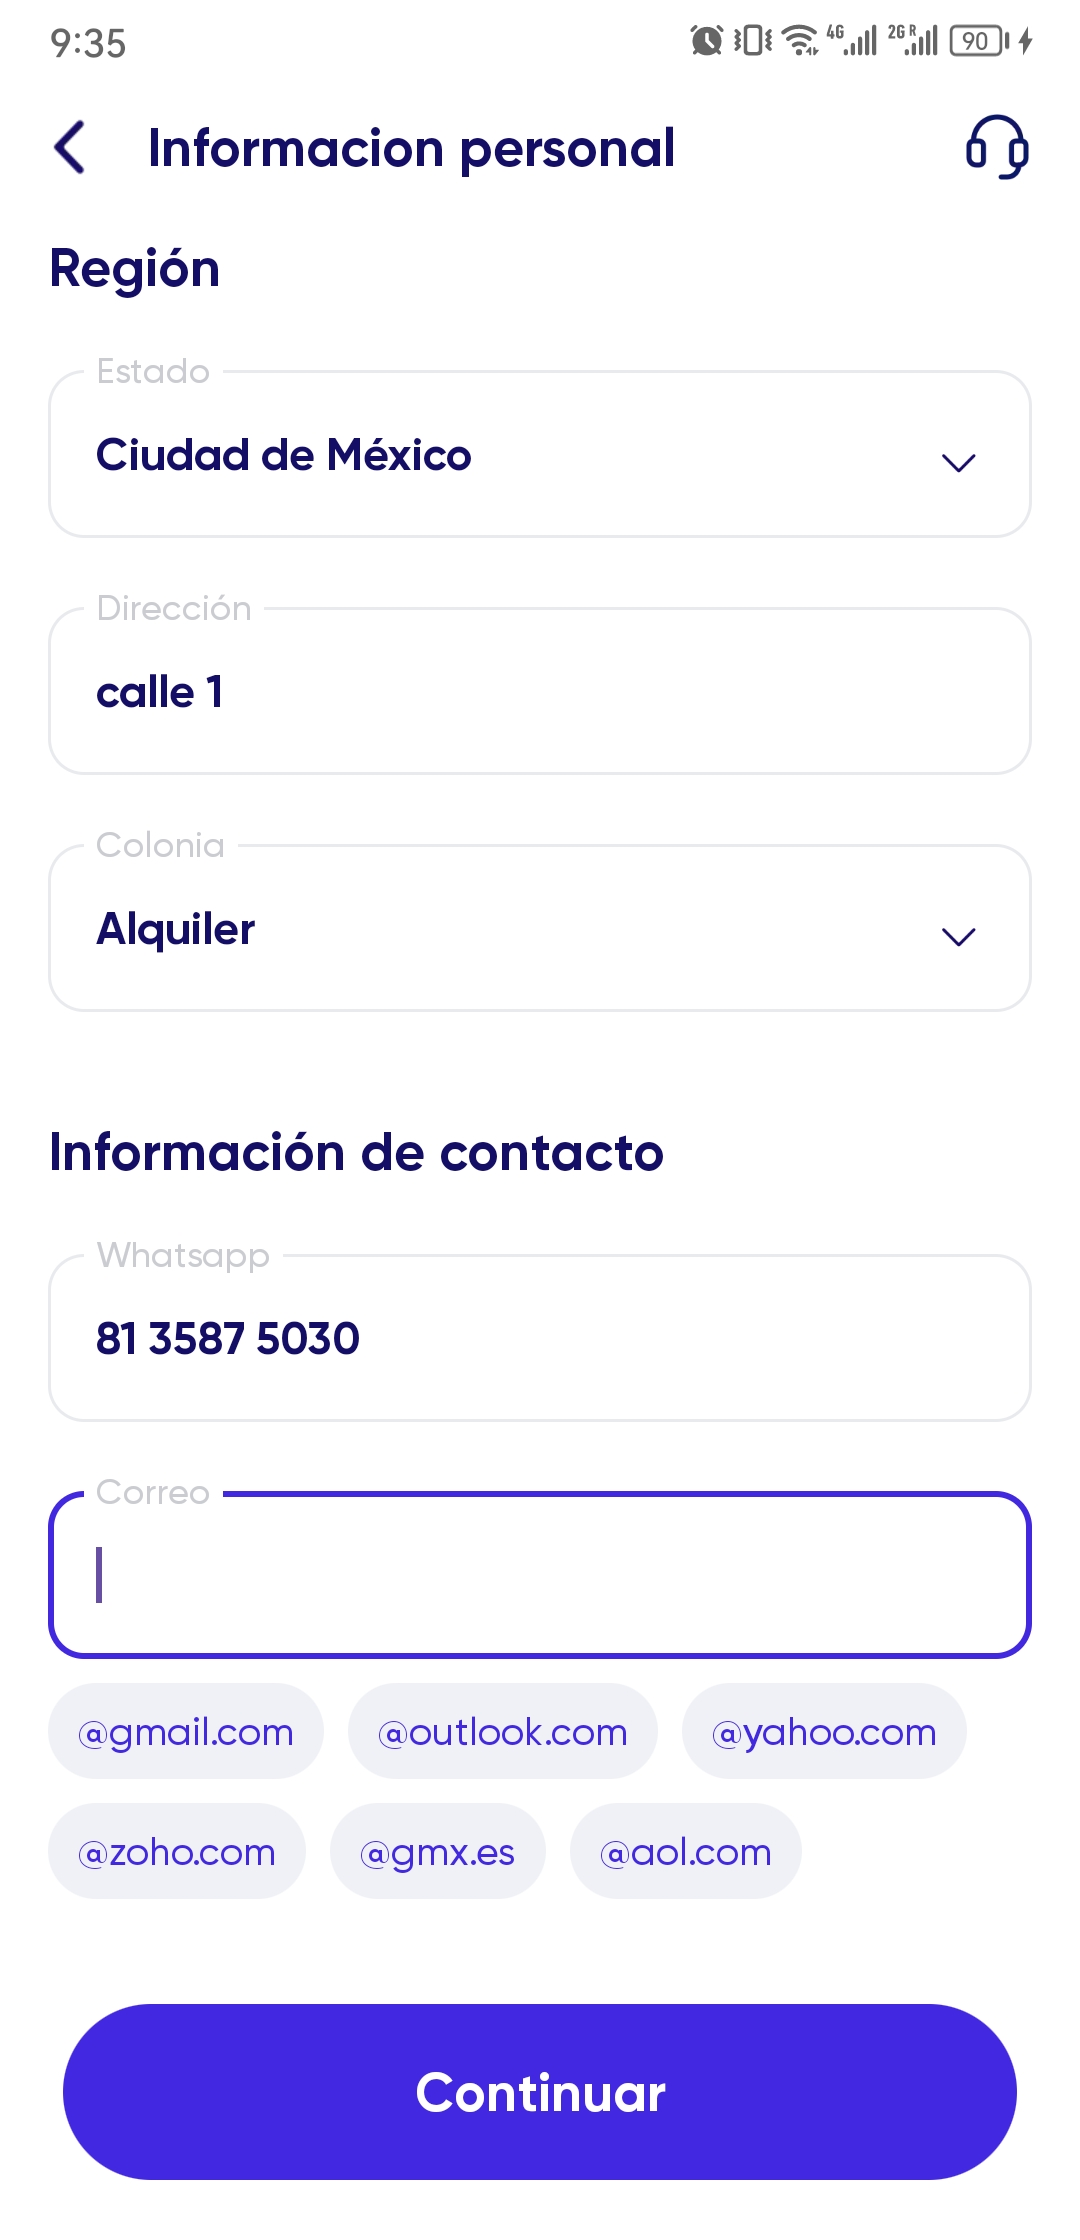 9:35
4G 2G R 90
Informacion personal
Región
Estado
Ciudad de México
Dirección
calle 1
Colonia
Alquiler
Información de contacto
Whatsapp
81 3587 5030
Correo
@gmail.com @outlook.com @yahoo.com
@zoho.com @gmx.es @aol.com
Continuar